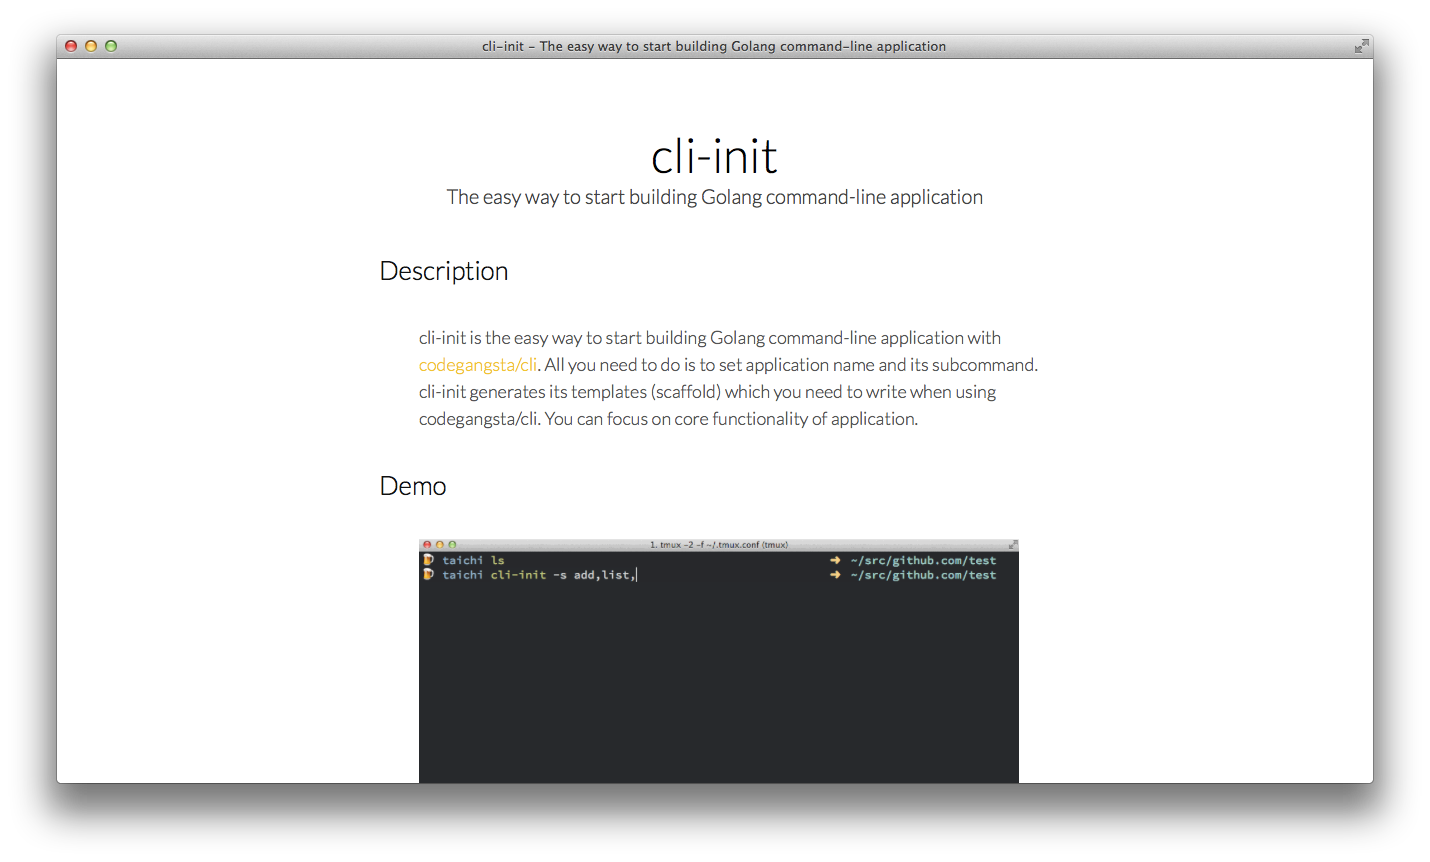 cli-init - The easy way to start building Golang command-line application
cli-init
The easy way to start building Golang command-line application
Description
cli-init is the easy way to start building Golang command-line application with
codegangsta/cli. All you need to do is to set application name and its subcommand.
cli-init generates its templates (scaffold) which you need to write when using
codegangsta/cli. You can focus on core functionality of application.
Demo
1. tmux -2 -f ~/.tmux.conf (tmux)
taichi ls ➜ ~/src/github.com/test
taichi cli-init -s add,list, ➜ ~/src/github.com/test